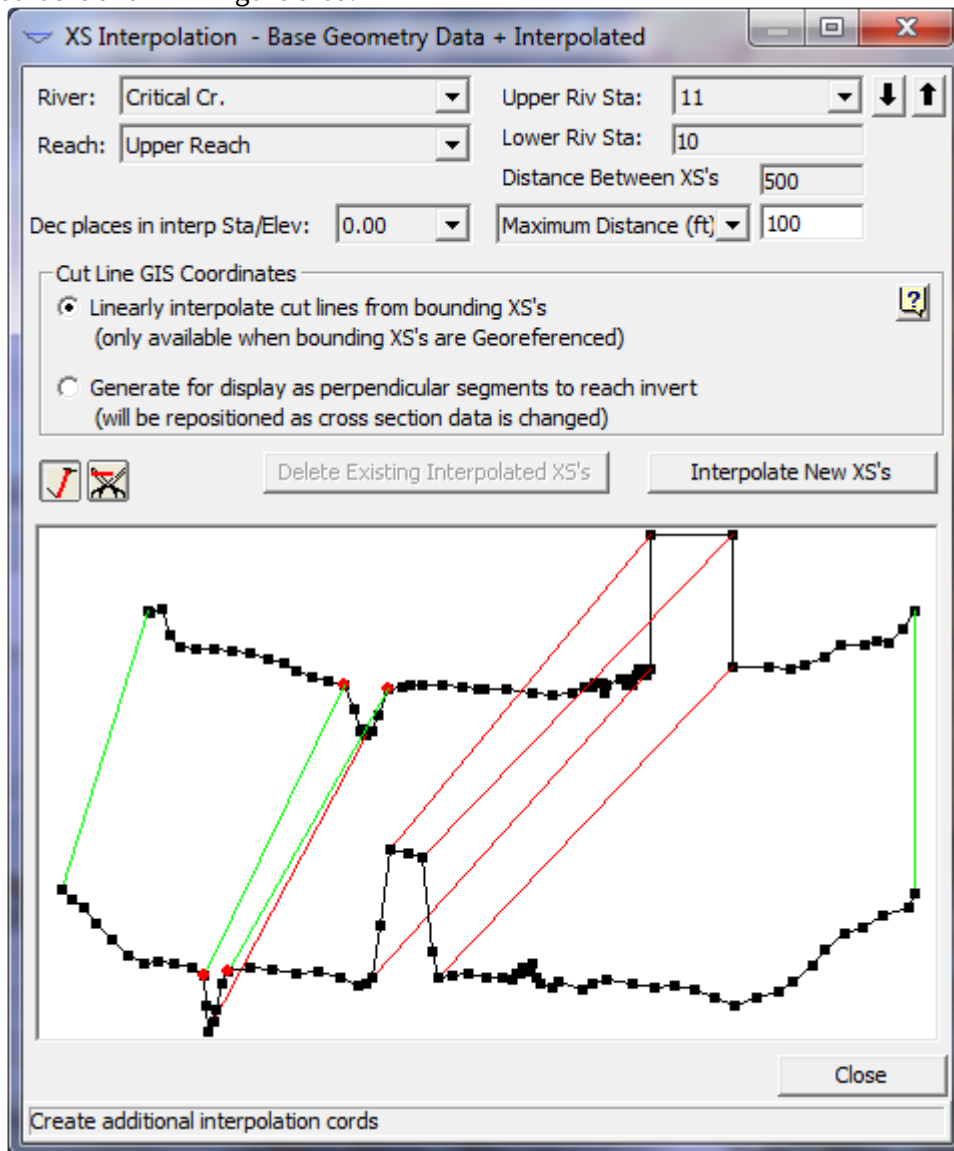 XS Interpolation - Base Geometry Data + Interpolated
River: Critical Cr. Upper Riv Sta: 11
Reach: Upper Reach Lower Riv Sta: 10
Distance Between XS's 500
Dec places in interp Sta/Elev: 0.00 Maximum Distance (ft) 100
Cut Line GIS Coordinates
Linearly interpolate cut lines from bounding XS's
(only available when bounding XS's are Georeferenced)
Generate for display as perpendicular segments to reach invert
(will be repositioned as cross section data is changed)
Delete Existing Interpolated XS's Interpolate New XS's
Close
Create additional interpolation cords